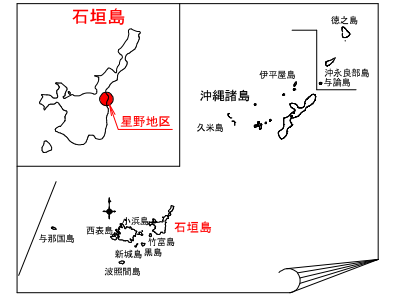 石垣島
星野地区
徳之島
沖永良部島
与論島
伊平屋島
沖縄諸島
久米島
与那国島
西表島
小浜島
石垣島
竹富島
黒島
新城島
波照間島